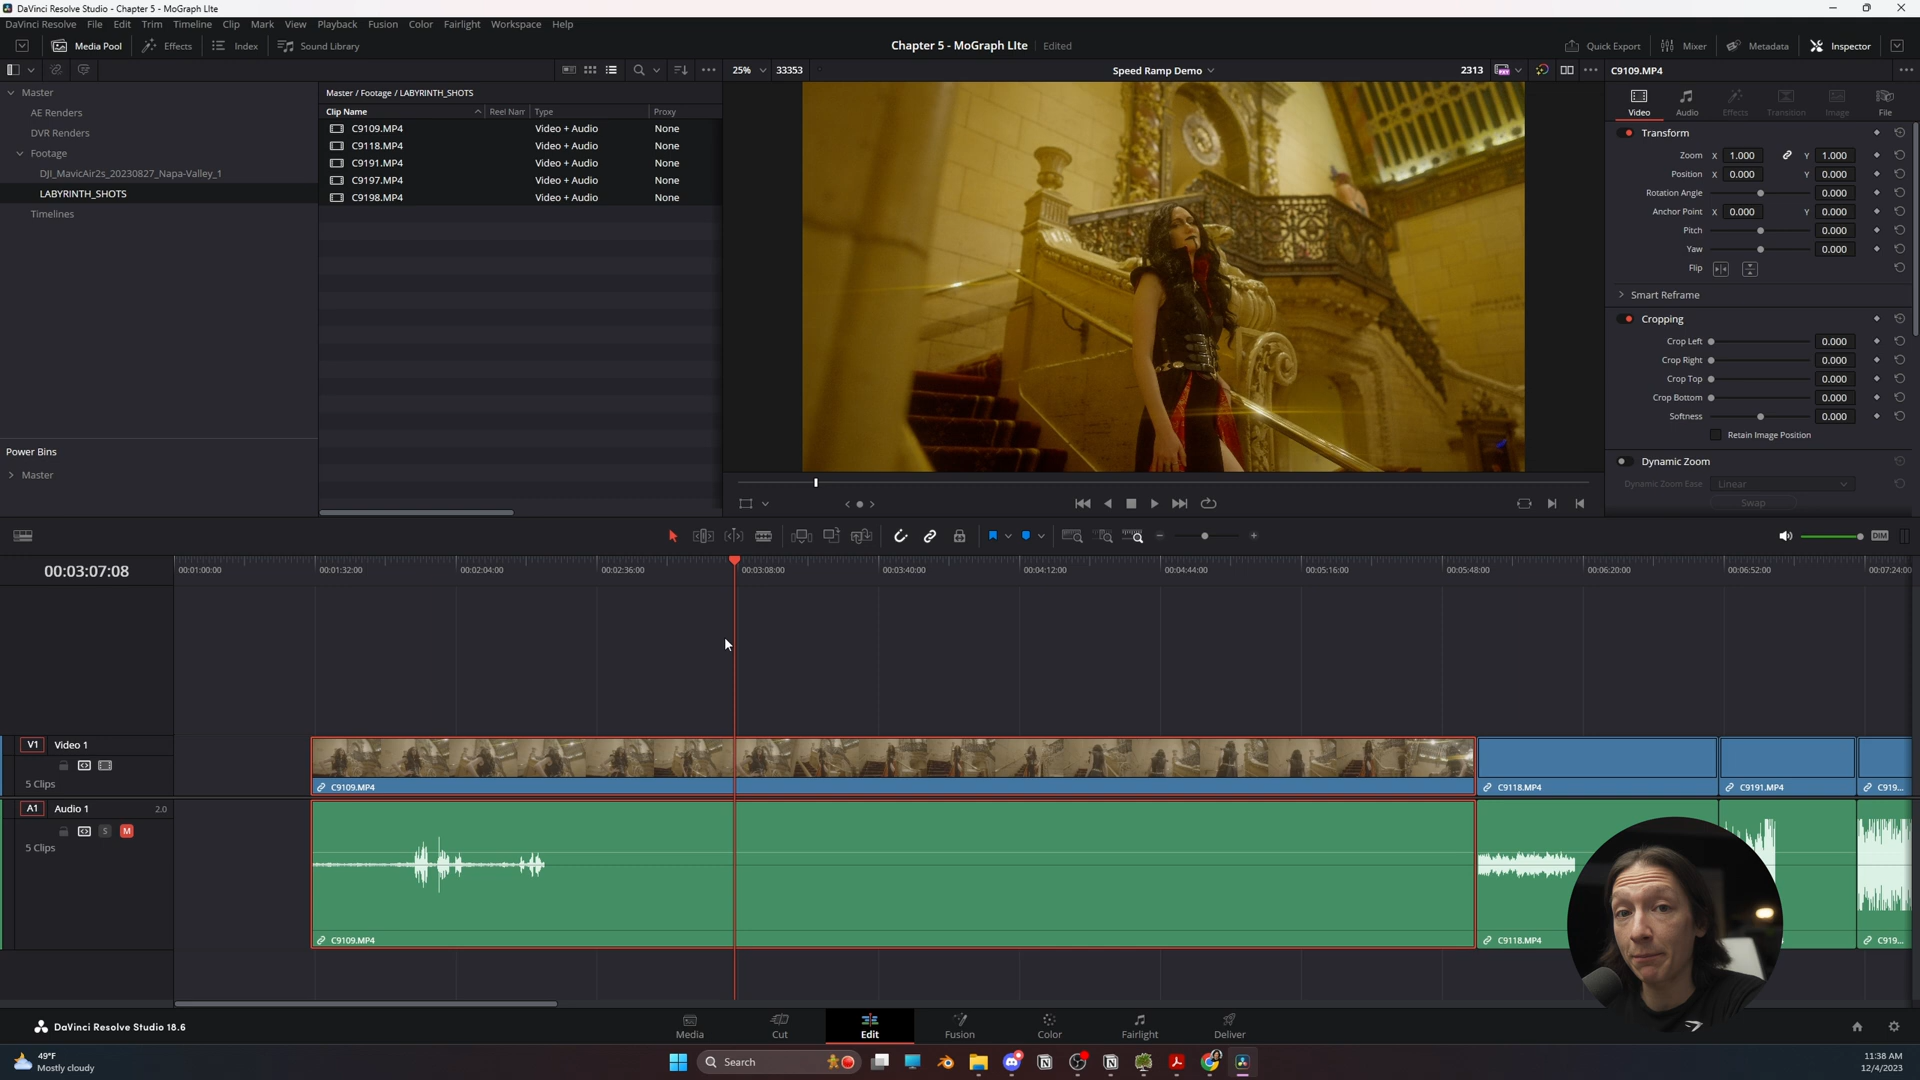 DaVinci Resolve Studio - Chapter 5 - MoGraph LIte
DaVinci Resolve File Edit Trim Timeline Clip Mark View Playback Fusion Color Fairlight Workspace Help
Media Pool Effects Index Sound Library
Chapter 5 - MoGraph LIte Edited
Quick Export Mixer Metadata Inspector
25% 33353 Speed Ramp Demo 2313 C9109.MP4
Master
AE Renders
DVR Renders
Footage
DJI_MavicAir2s_20230827_Napa-Valley_1
LABYRINTH_SHOTS
Timelines
Power Bins
Master
Master / Footage / LABYRINTH_SHOTS
Clip Name Reel Narr Type Proxy
C9109.MP4 Video + Audio None
C9118.MP4 Video + Audio None
C9191.MP4 Video + Audio None
C9197.MP4 Video + Audio None
C9198.MP4 Video + Audio None
Video Audio Effects Transition Image File
Transform
Zoom X 1.000 Y 1.000
Position X 0.000 Y 0.000
Rotation Angle 0.000
Anchor Point X 0.000 Y 0.000
Pitch 0.000
Yaw 0.000
Flip
Smart Reframe
Cropping
Crop Left 0.000
Crop Right 0.000
Crop Top 0.000
Crop Bottom 0.000
Softness 0.000
Retain Image Position
Dynamic Zoom
Dynamic Zoom Ease Linear
Swap
DIM
00:03:07:08
00:01:00:00 00:01:32:00 00:02:04:00 00:02:36:00 00:03:08:00 00:03:40:00 00:04:12:00 00:04:44:00 00:05:16:00 00:05:48:00 00:06:20:00 00:06:52:00 00:07:24:00
V1 Video 1
5 Clips
C9109.MP4 C9118.MP4 C9191.MP4 C919...
A1 Audio 1 2.0
S M
5 Clips
C9109.MP4 C9118.MP4 C919...
DaVinci Resolve Studio 18.6
Media Cut Edit Fusion Color Fairlight Deliver
49°F
Mostly cloudy
Search
11:38 AM
12/4/2023